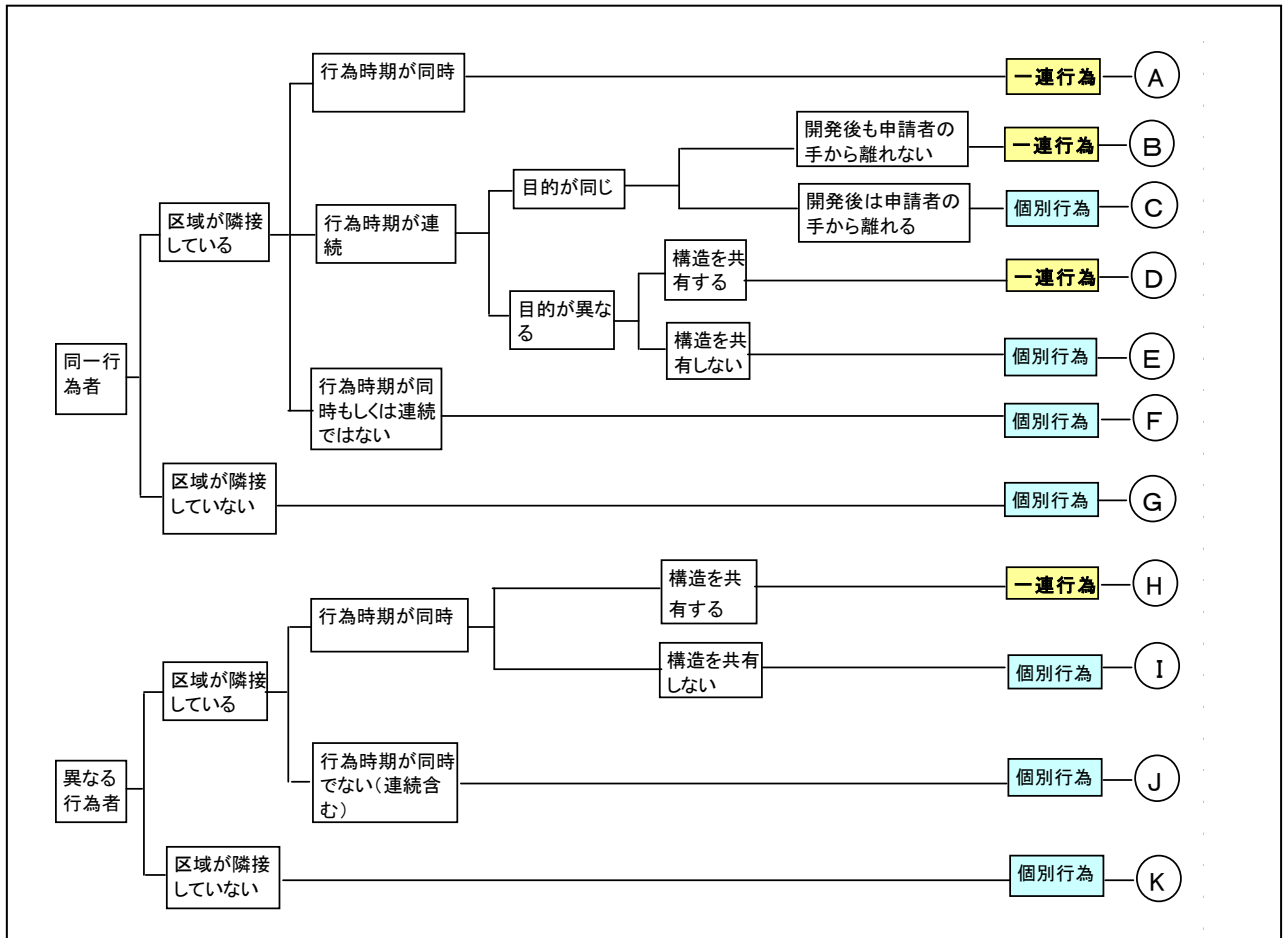 行為時期が同時
一連行為
A
開発後も申請者の
手から離れない
一連行為
B
目的が同じ
開発後は申請者の
手から離れる
個別行為
C
区域が隣接
している
行為時期が連
続
構造を共
有する
一連行為
D
目的が異な
る
構造を共
有しない
個別行為
E
同一行
為者
行為時期が同
時もしくは連続
ではない
個別行為
F
区域が隣接
していない
個別行為
G
構造を共
有する
一連行為
H
行為時期が同時
構造を共有
しない
個別行為
I
区域が隣接
している
異なる
行為者
行為時期が同時
でない(連続含
む)
個別行為
J
区域が隣接
していない
個別行為
K